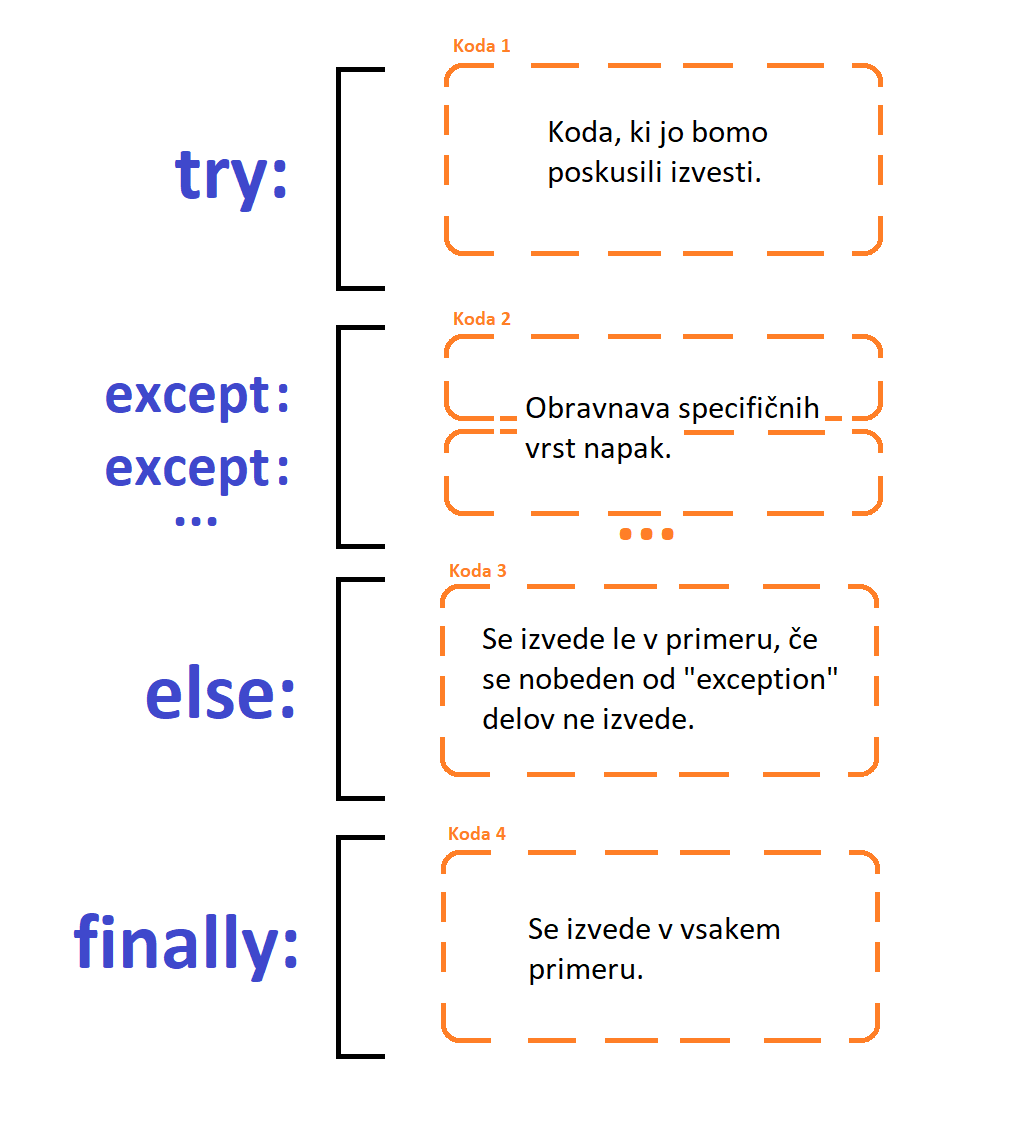 Koda 1
try:
Koda, ki jo bomo
poskusili izvesti.
Koda 2
except:
except:
...
Obravnava specifičnih
vrst napak.
...
Koda 3
else:
Se izvede le v primeru, če
se nobeden od "exception"
delov ne izvede.
Koda 4
finally:
Se izvede v vsakem
primeru.